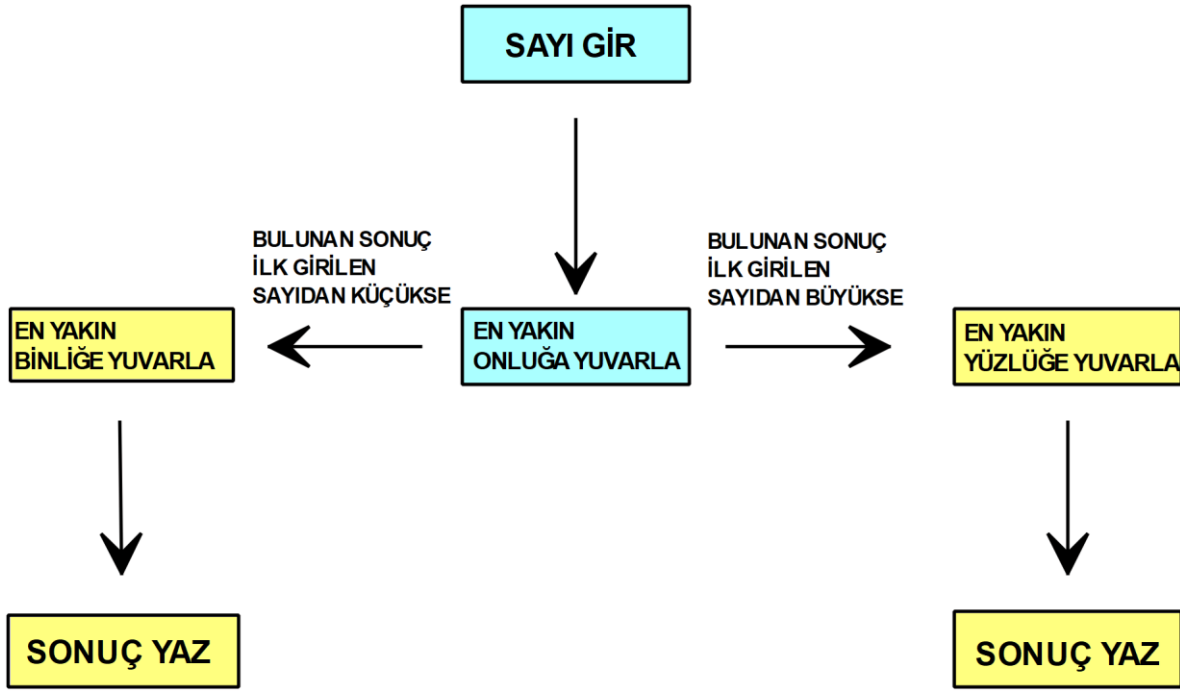 SAYI GİR
BULUNAN SONUÇ
İLK GİRİLEN
SAYIDAN KÜÇÜKSE
BULUNAN SONUÇ
İLK GİRİLEN
SAYIDAN BÜYÜKSE
EN YAKIN
BİNLİĞE YUVARLA
EN YAKIN
ONLUĞA YUVARLA
EN YAKIN
YÜZLÜĞE YUVARLA
SONUÇ YAZ
SONUÇ YAZ